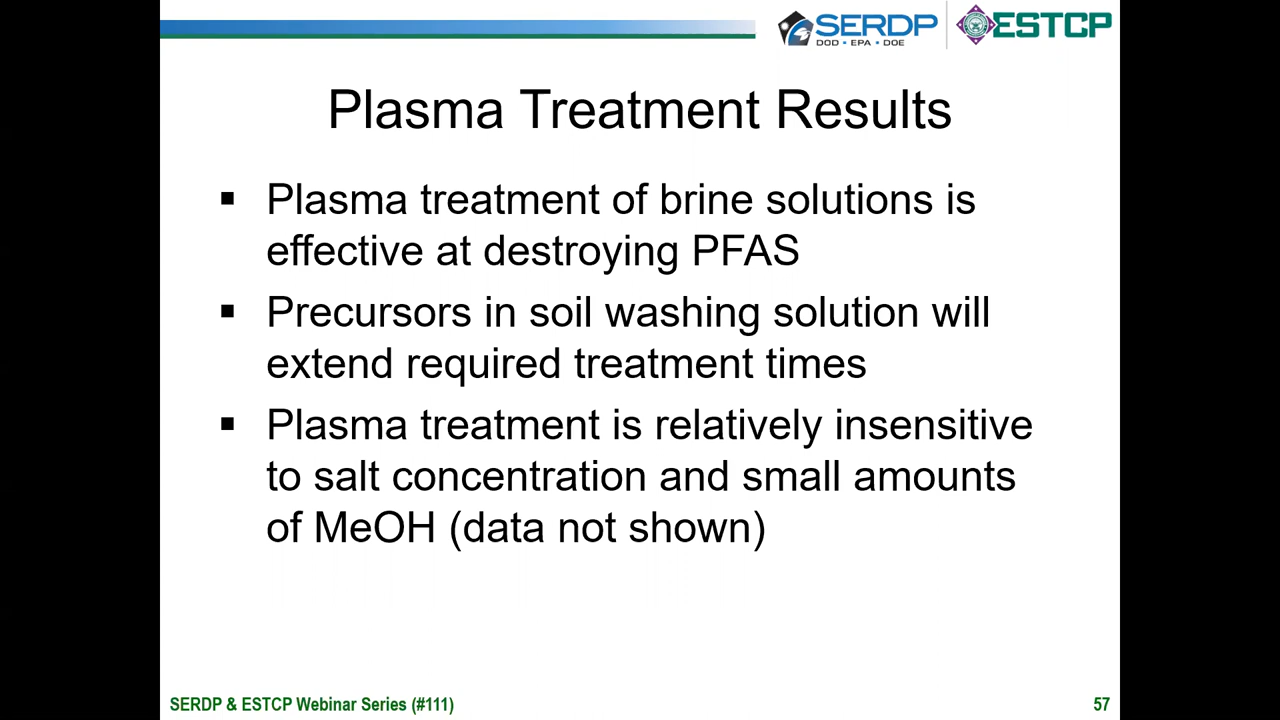 SERDP
DOD • EPA • DOE
ESTCP
Plasma Treatment Results
▪ Plasma treatment of brine solutions is
effective at destroying PFAS
▪ Precursors in soil washing solution will
extend required treatment times
▪ Plasma treatment is relatively insensitive
to salt concentration and small amounts
of MeOH (data not shown)
SERDP & ESTCP Webinar Series (#111)
57